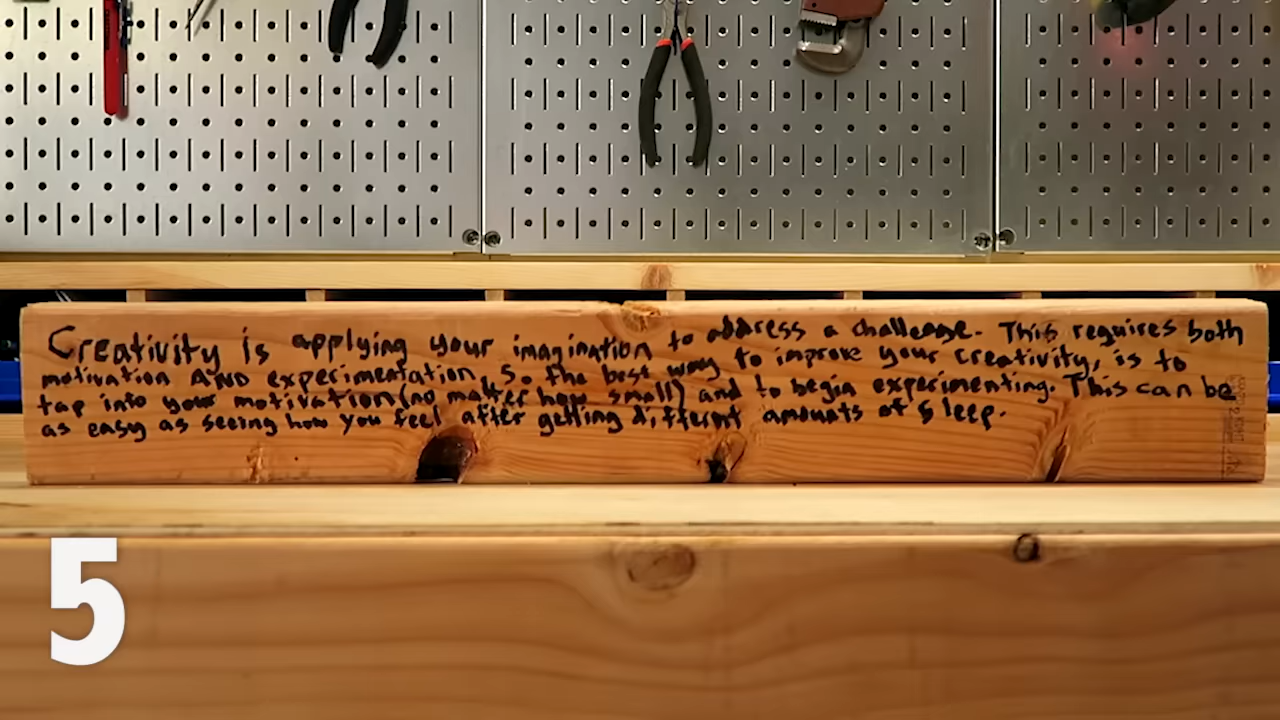 Creativity is applying your imagination to address a challenge. This requires both
motivation AND experimentation. So the best way to improve your creativity, is to
tap into your motivation (no matter how small) and to begin experimenting. This can be
as easy as seeing how you feel after getting different amounts of sleep.
5